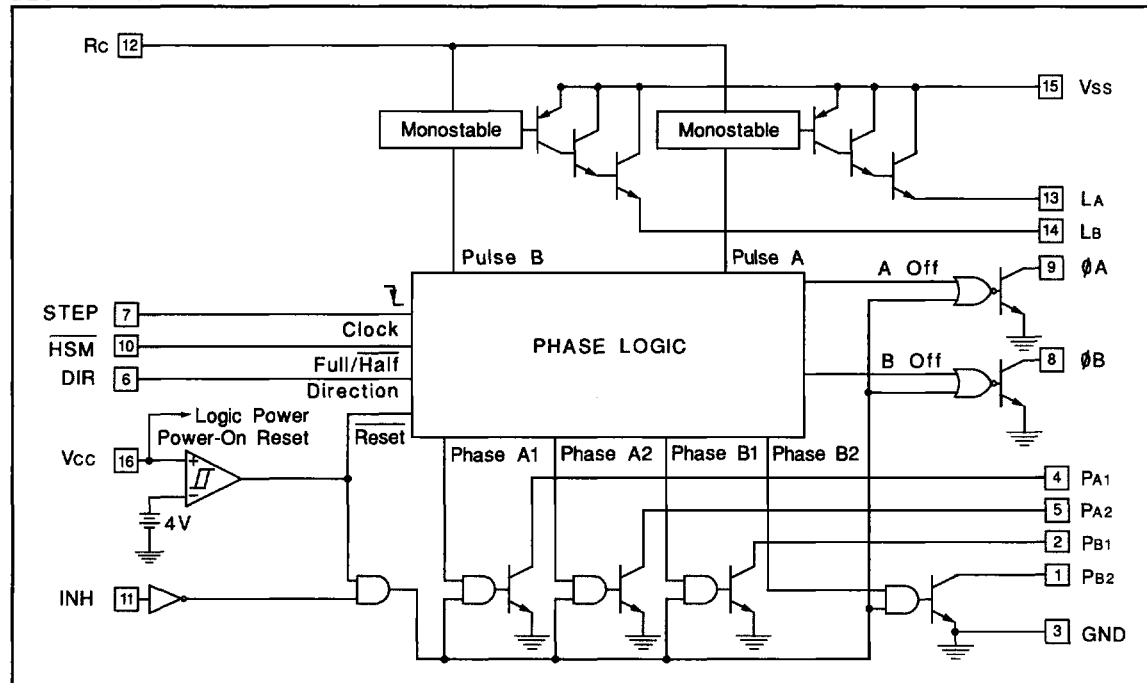 Rc 12
15 Vss
Monostable
Monostable
13 LA
14 LB
Pulse B
Pulse A
A Off
9 ØA
STEP 7
Clock
HSM 10
PHASE LOGIC
Full/Half
B Off
8 ØB
DIR 6
Direction
Logic Power
Power-On Reset
Reset
Vcc 16
+
-
4V
Phase A1
Phase A2
Phase B1
Phase B2
4 PA1
5 PA2
2 PB1
1 PB2
INH 11
3 GND